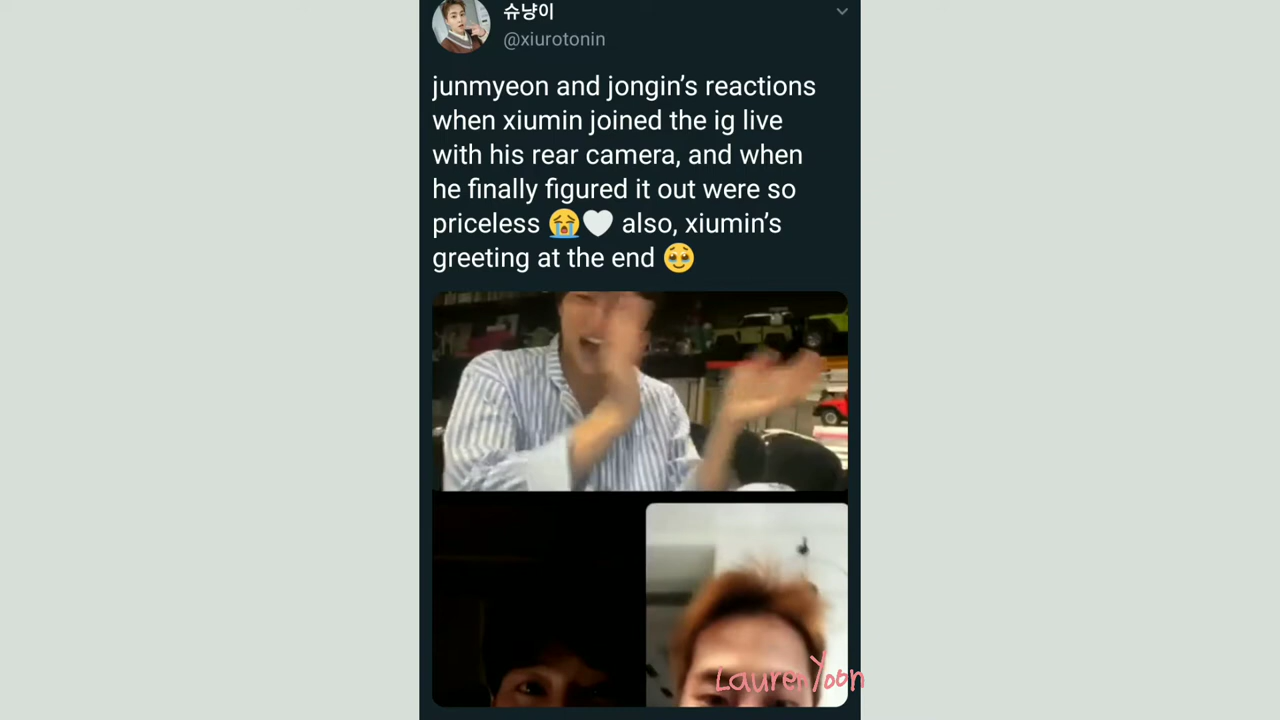 슈냥이
@xiurotonin
junmyeon and jongin’s reactions
when xiumin joined the ig live
with his rear camera, and when
he finally figured it out were so
priceless 😭🤍 also, xiumin’s
greeting at the end 🥹
Lauren Yoon